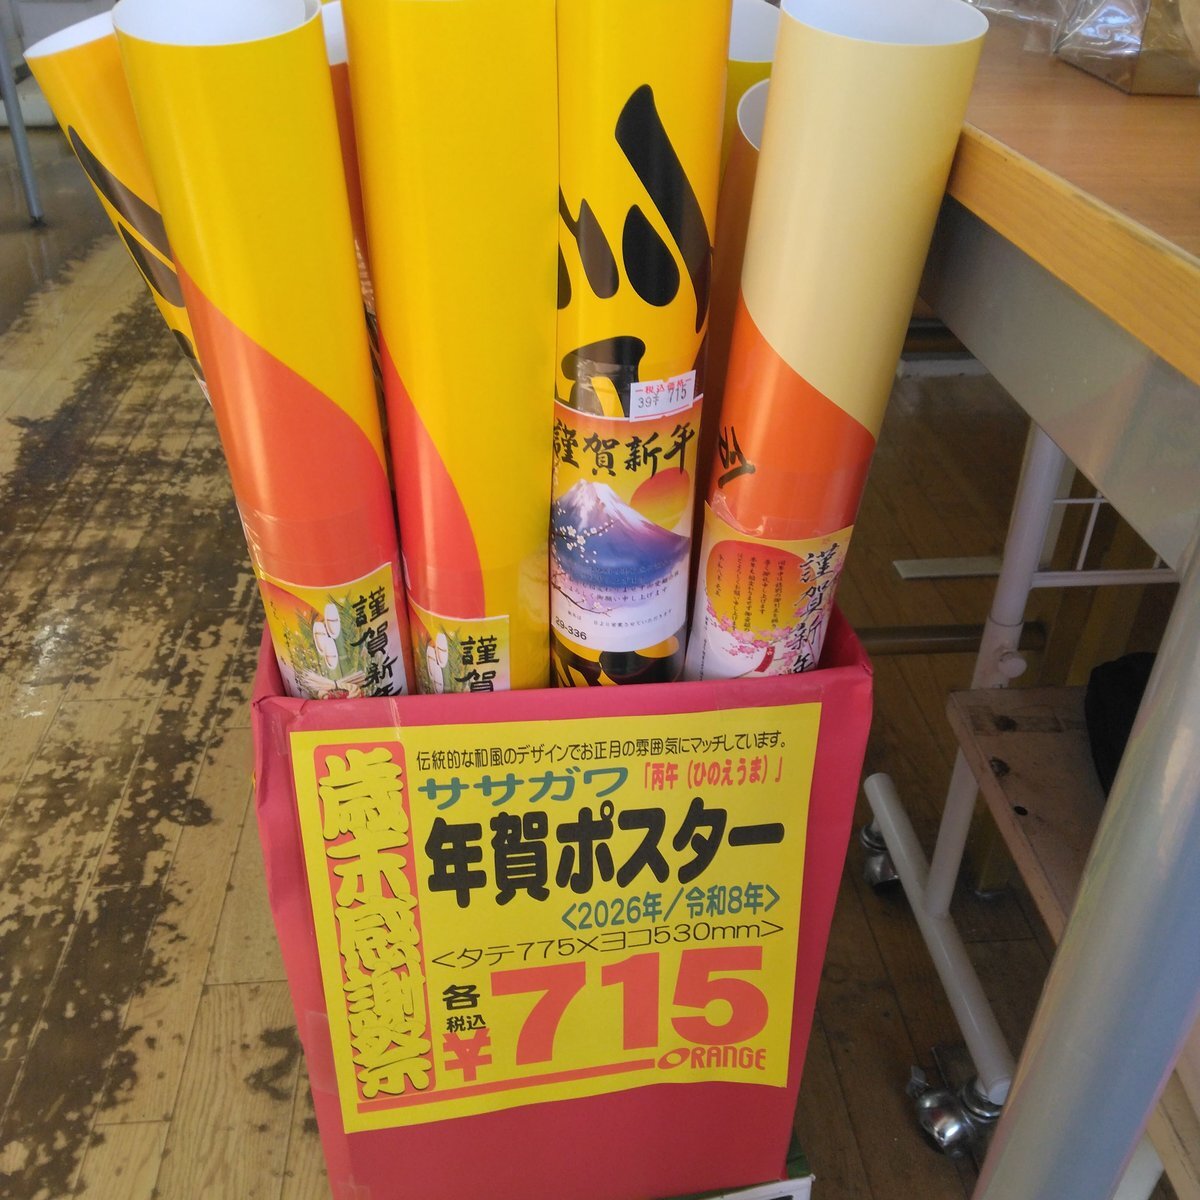 税込価格
39〒 715
謹賀新年
29-336
謹賀新年
謹賀新年
謹賀
伝統的な和風のデザインでお正月の雰囲気にマッチしています。
ササガワ「丙午(ひのえうま)」
年賀ポスター
<2026年/令和8年>
<タテ775×ヨコ530mm>
各
税込
¥715
ORANGE
歳末感謝祭